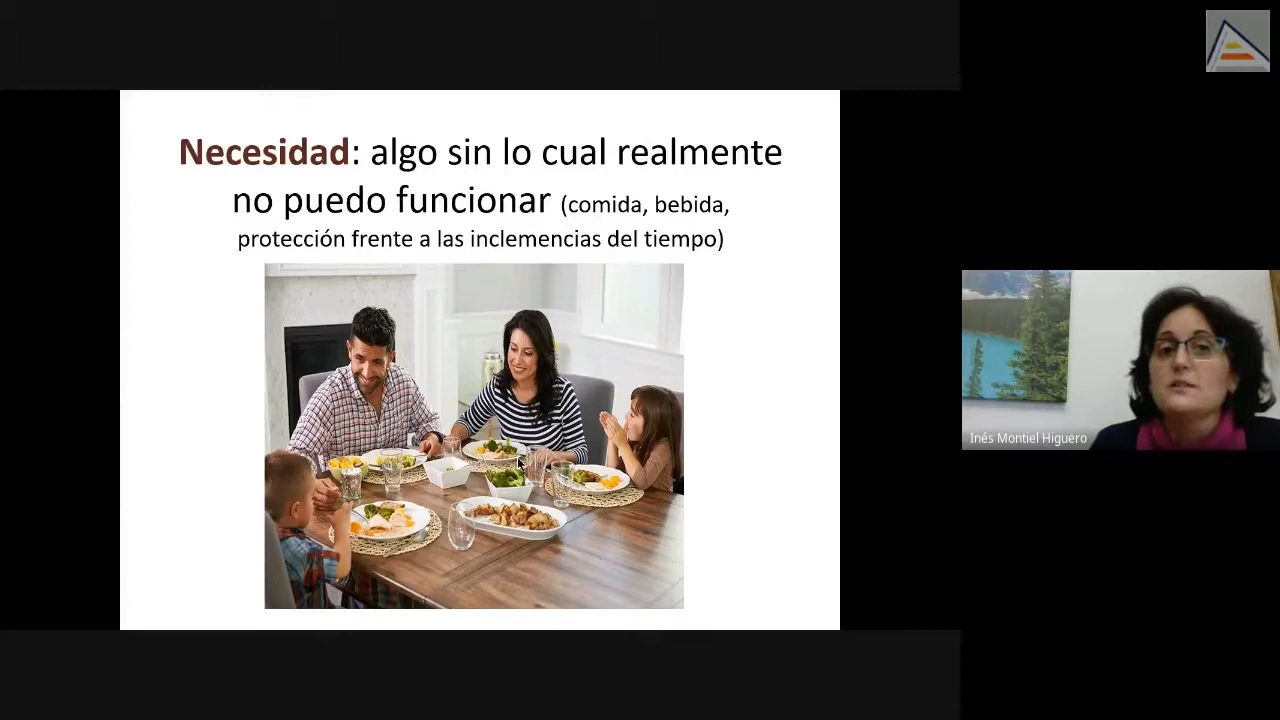 Necesidad: algo sin lo cual realmente
no puedo funcionar (comida, bebida,
protección frente a las inclemencias del tiempo)
Inés Montiel Higuero